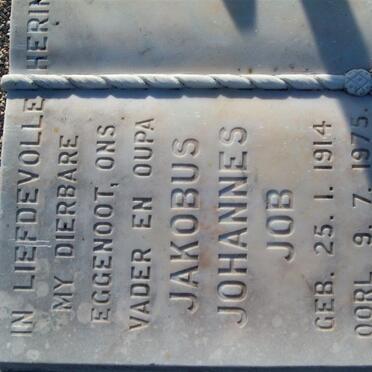 IN LIEFDEVOLLE HERIN
MY DIERBARE
EGGENOOT, ONS
VADER EN OUPA
JAKOBUS
JOHANNES
JOB
GEB. 25. 1. 1914
OORL. 9. 7. 1975.